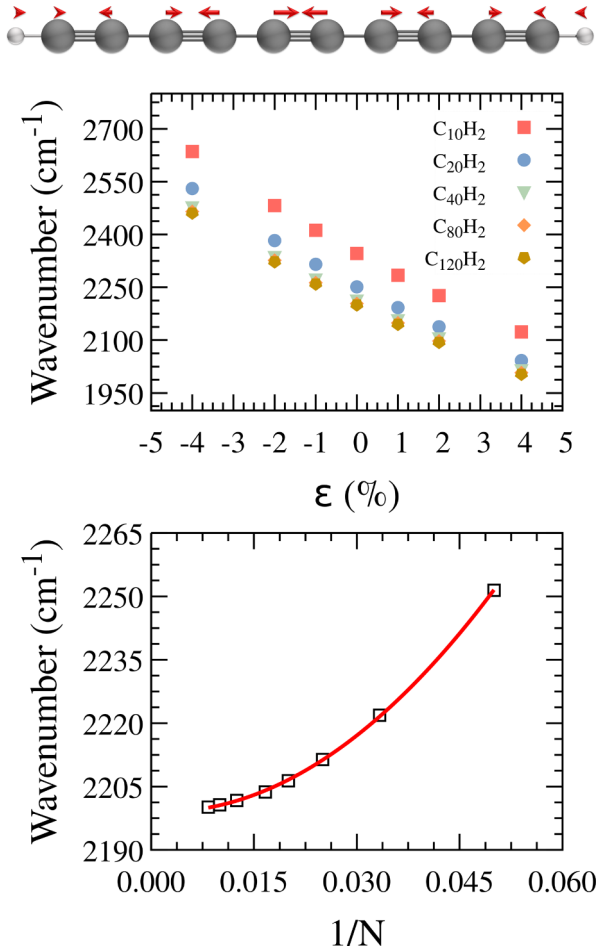 Wavenumber (cm⁻¹)
2700
2550
2400
2250
2100
1950
C₁₀H₂
C₂₀H₂
C₄₀H₂
C₈₀H₂
C₁₂₀H₂
-5 -4 -3 -2 -1 0 1 2 3 4 5
ε (%)
Wavenumber (cm⁻¹)
2265
2250
2235
2220
2205
2190
0.000 0.015 0.030 0.045 0.060
1/N